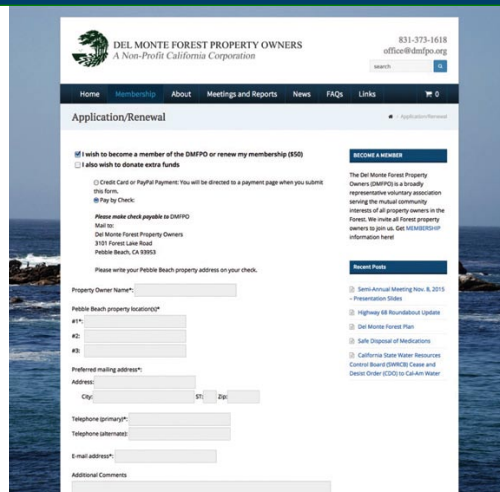 DEL MONTE FOREST PROPERTY OWNERS
A Non-Profit California Corporation
831-373-1618
office@dmfpo.org
search
Home Membership About Meetings and Reports News FAQs Links 0
Application/Renewal
/ Application/Renewal
I wish to become a member of the DMFPO or renew my membership ($50)
I also wish to donate extra funds
Credit Card or PayPal Payment: You will be directed to a payment page when you submit
this form.
Pay by Check:
Please make check payable to DMFPO
Mail to:
Del Monte Forest Property Owners
3101 Forest Lake Road
Pebble Beach, CA 93953
Please write your Pebble Beach property address on your check.
Property Owner Name*:
Pebble Beach property location(s)*
#1*:
#2:
#3:
Preferred mailing address*:
Address:
City: ST: Zip:
Telephone (primary)*:
Telephone (alternate):
E-mail address*:
Additional Comments
BECOME A MEMBER
The Del Monte Forest Property
Owners (DMFPO) is a broadly
representative voluntary association
serving the mutual community
interests of all property owners in the
Forest. We invite all Forest property
owners to join us. Get MEMBERSHIP
information here!
Recent Posts
Semi-Annual Meeting Nov. 8, 2015
– Presentation Slides
Highway 68 Roundabout Update
Del Monte Forest Plan
Safe Disposal of Medications
California State Water Resources
Control Board (SWRCB) Cease and
Desist Order (CDO) to Cal-Am Water